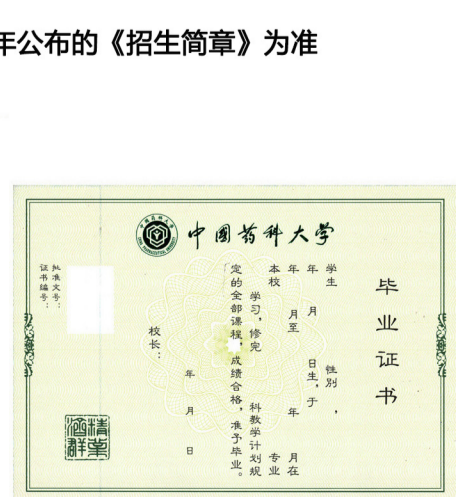 年公布的《招生简章》为准
中国药科大学
毕业证书
学生 性别 ，
年 月 日生，于
年 月至 年 月在
本校 专业
学习，修完 科教学计划规
定的全部课程，成绩合格，准予毕业。
校长：
年 月 日
批准文号：
证书编号：
精業
濟群